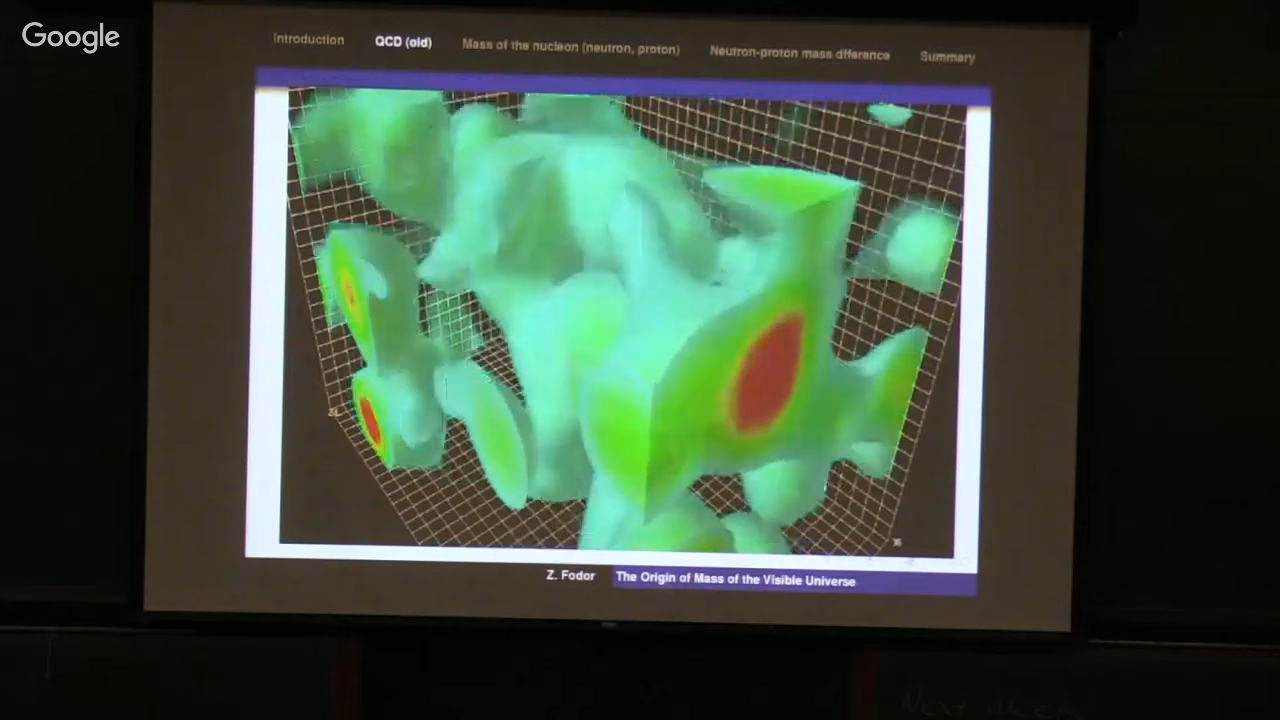 Google
Introduction QCD (old) Mass of the nucleon (neutron, proton) Neutron-proton mass difference Summary
Z. Fodor The Origin of Mass of the Visible Universe
Next